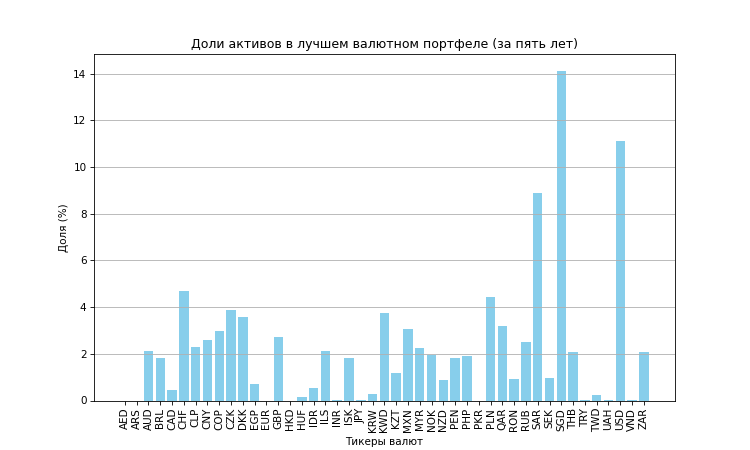 Доли активов в лучшем валютном портфеле (за пять лет)
Доля (%)
14
12
10
8
6
4
2
0
AED ARS AUD BRL CAD CHF CLP CNY COP CZK DKK EGP EUR GBP HKD HUF IDR ILS INR ISK JPY KRW KWD KZT MXN MYR NOK NZD PEN PHP PKR PLN QAR RON RUB SAR SEK SGD THB TRY TWD UAH USD VND ZAR
Тикеры валют